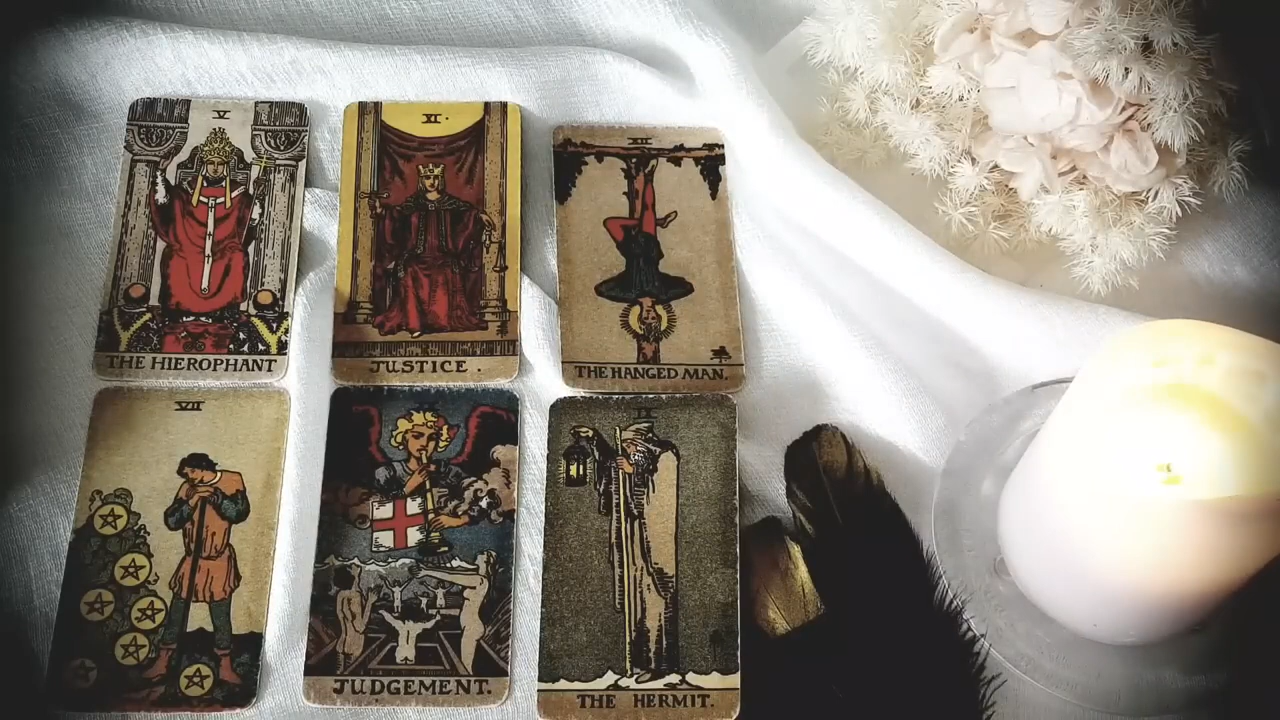 V
THE HIEROPHANT
XI.
JUSTICE.
XII
THE HANGED MAN.
VII
JUDGEMENT.
IX
THE HERMIT.